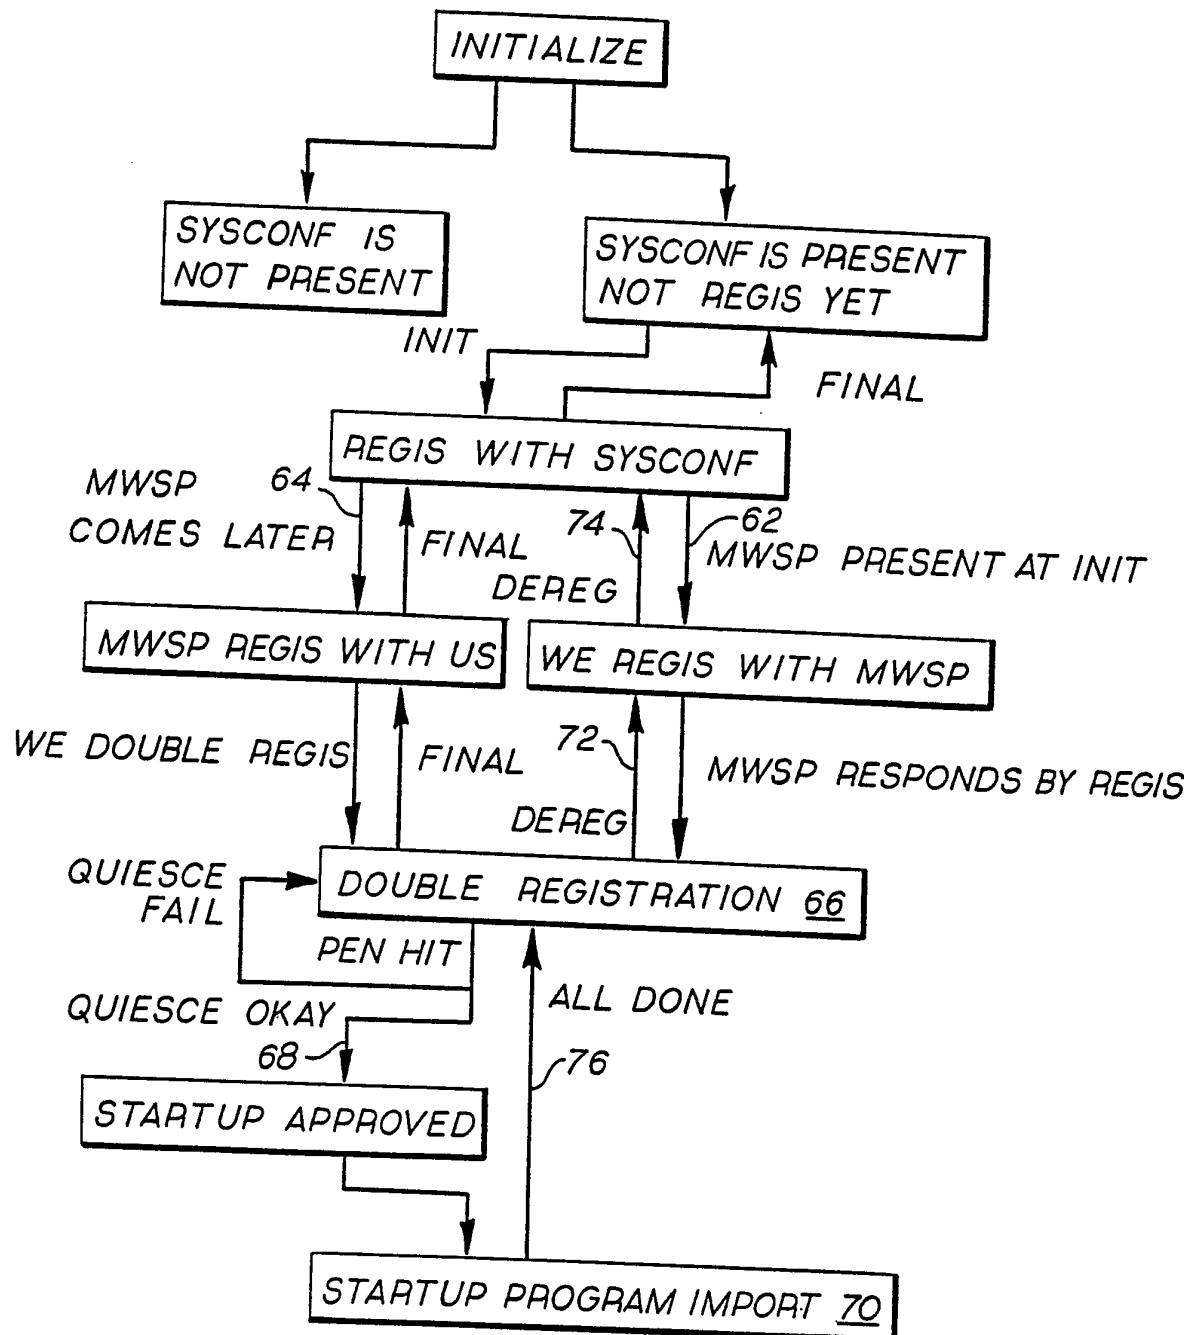 INITIALIZE
SYSCONF IS
NOT PRESENT
SYSCONF IS PRESENT
NOT REGIS YET
INIT
FINAL
REGIS WITH SYSCONF
MWSP
COMES LATER
64
FINAL
74
DEREG
62
MWSP PRESENT AT INIT
MWSP REGIS WITH US
WE REGIS WITH MWSP
WE DOUBLE REGIS
FINAL
72
DEREG
MWSP RESPONDS BY REGIS
QUIESCE
FAIL
DOUBLE REGISTRATION 66
PEN HIT
QUIESCE OKAY
68
ALL DONE
76
STARTUP APPROVED
STARTUP PROGRAM IMPORT 70